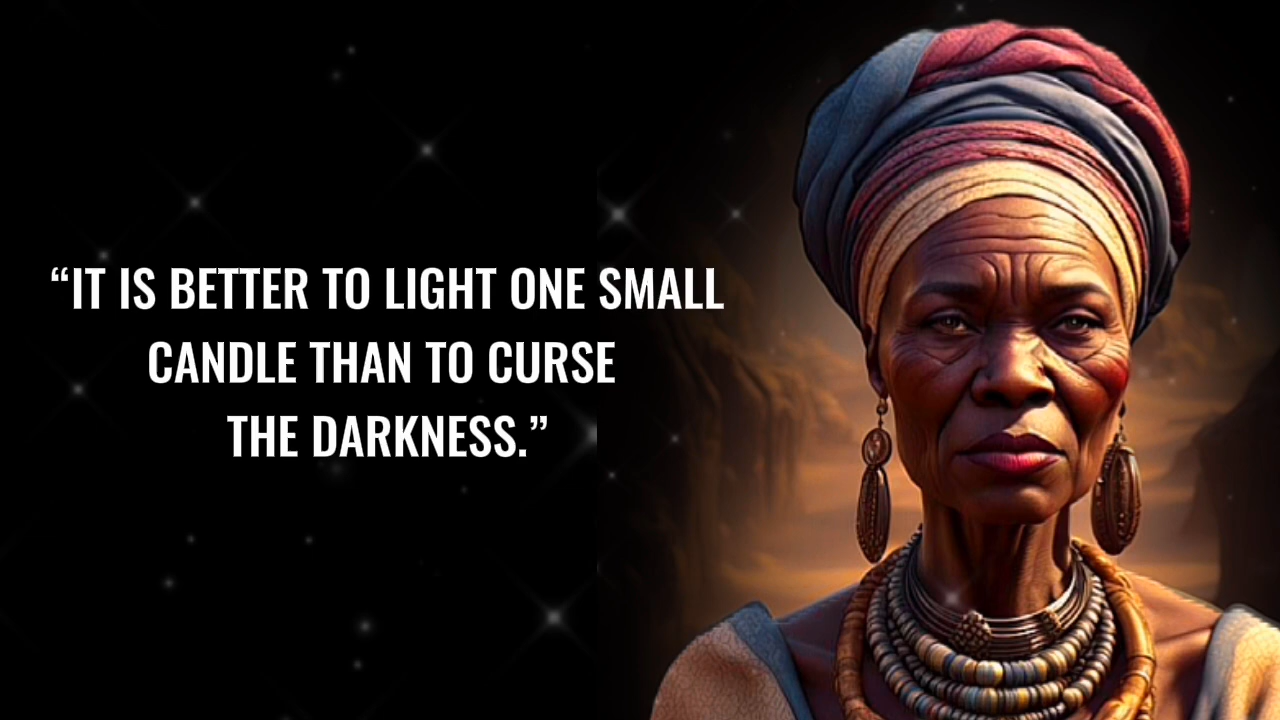 “IT IS BETTER TO LIGHT ONE SMALL
CANDLE THAN TO CURSE
THE DARKNESS.”